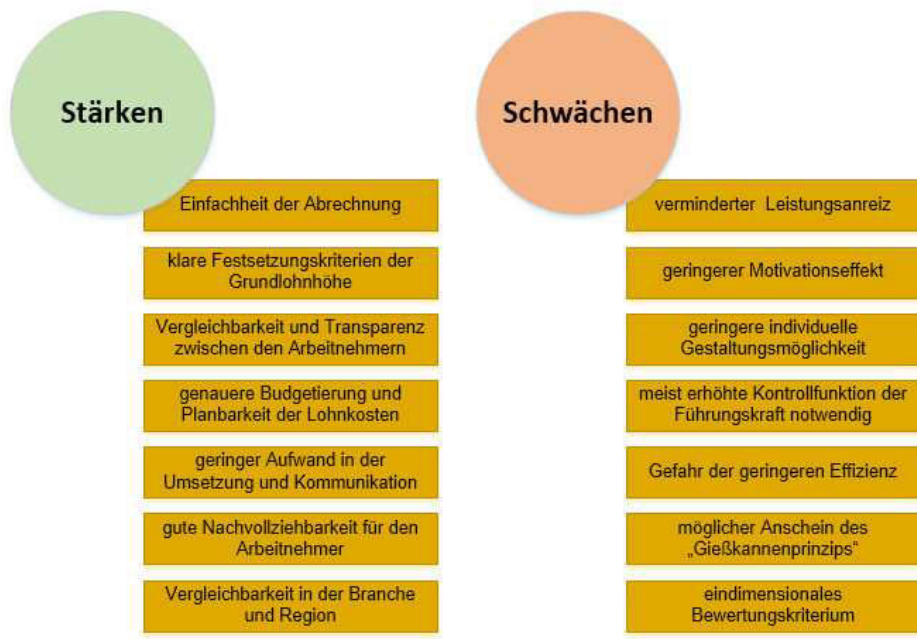 Stärken
Einfachheit der Abrechnung
klare Festsetzungskriterien der
Grundlohnhöhe
Vergleichbarkeit und Transparenz
zwischen den Arbeitnehmern
genauere Budgetierung und
Planbarkeit der Lohnkosten
geringer Aufwand in der
Umsetzung und Kommunikation
gute Nachvollziehbarkeit für den
Arbeitnehmer
Vergleichbarkeit in der Branche
und Region
Schwächen
verminderter Leistungsanreiz
geringerer Motivationseffekt
geringere individuelle
Gestaltungsmöglichkeit
meist erhöhte Kontrollfunktion der
Führungskraft notwendig
Gefahr der geringeren Effizienz
möglicher Anschein des
„Gießkannenprinzips“
eindimensionales
Bewertungskriterium